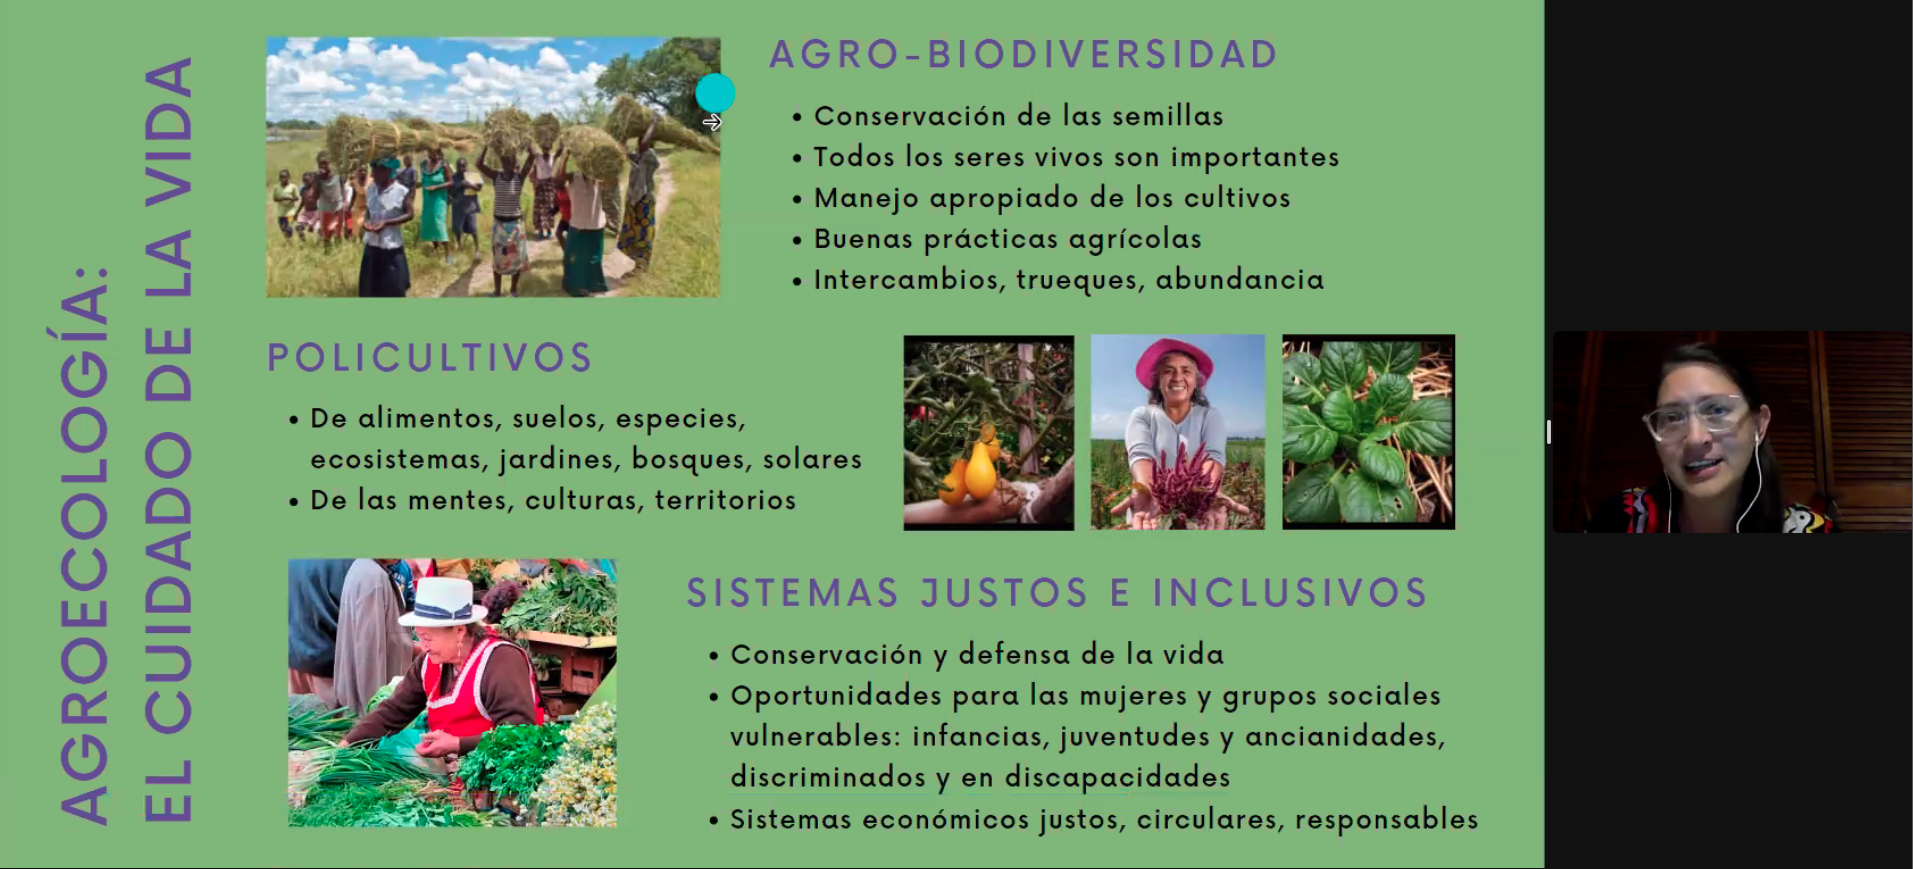 AGROECOLOGÍA:
EL CUIDADO DE LA VIDA
AGRO-BIODIVERSIDAD
• Conservación de las semillas
• Todos los seres vivos son importantes
• Manejo apropiado de los cultivos
• Buenas prácticas agrícolas
• Intercambios, trueques, abundancia
POLICULTIVOS
• De alimentos, suelos, especies,
ecosistemas, jardines, bosques, solares
• De las mentes, culturas, territorios
SISTEMAS JUSTOS E INCLUSIVOS
• Conservación y defensa de la vida
• Oportunidades para las mujeres y grupos sociales
vulnerables: infancias, juventudes y ancianidades,
discriminados y en discapacidades
• Sistemas económicos justos, circulares, responsables